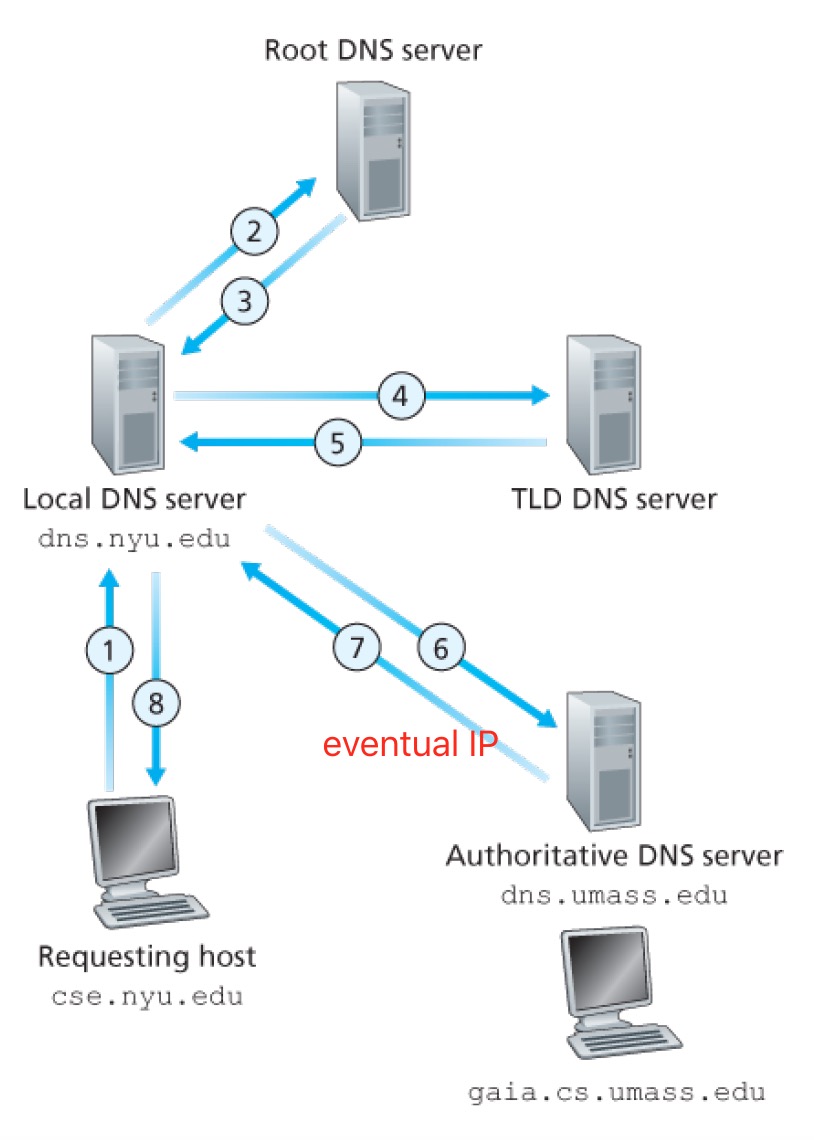 Root DNS server
2
3
4
5
Local DNS server
dns.nyu.edu
TLD DNS server
1
8
7
6
eventual IP
Authoritative DNS server
dns.umass.edu
Requesting host
cse.nyu.edu
gaia.cs.umass.edu